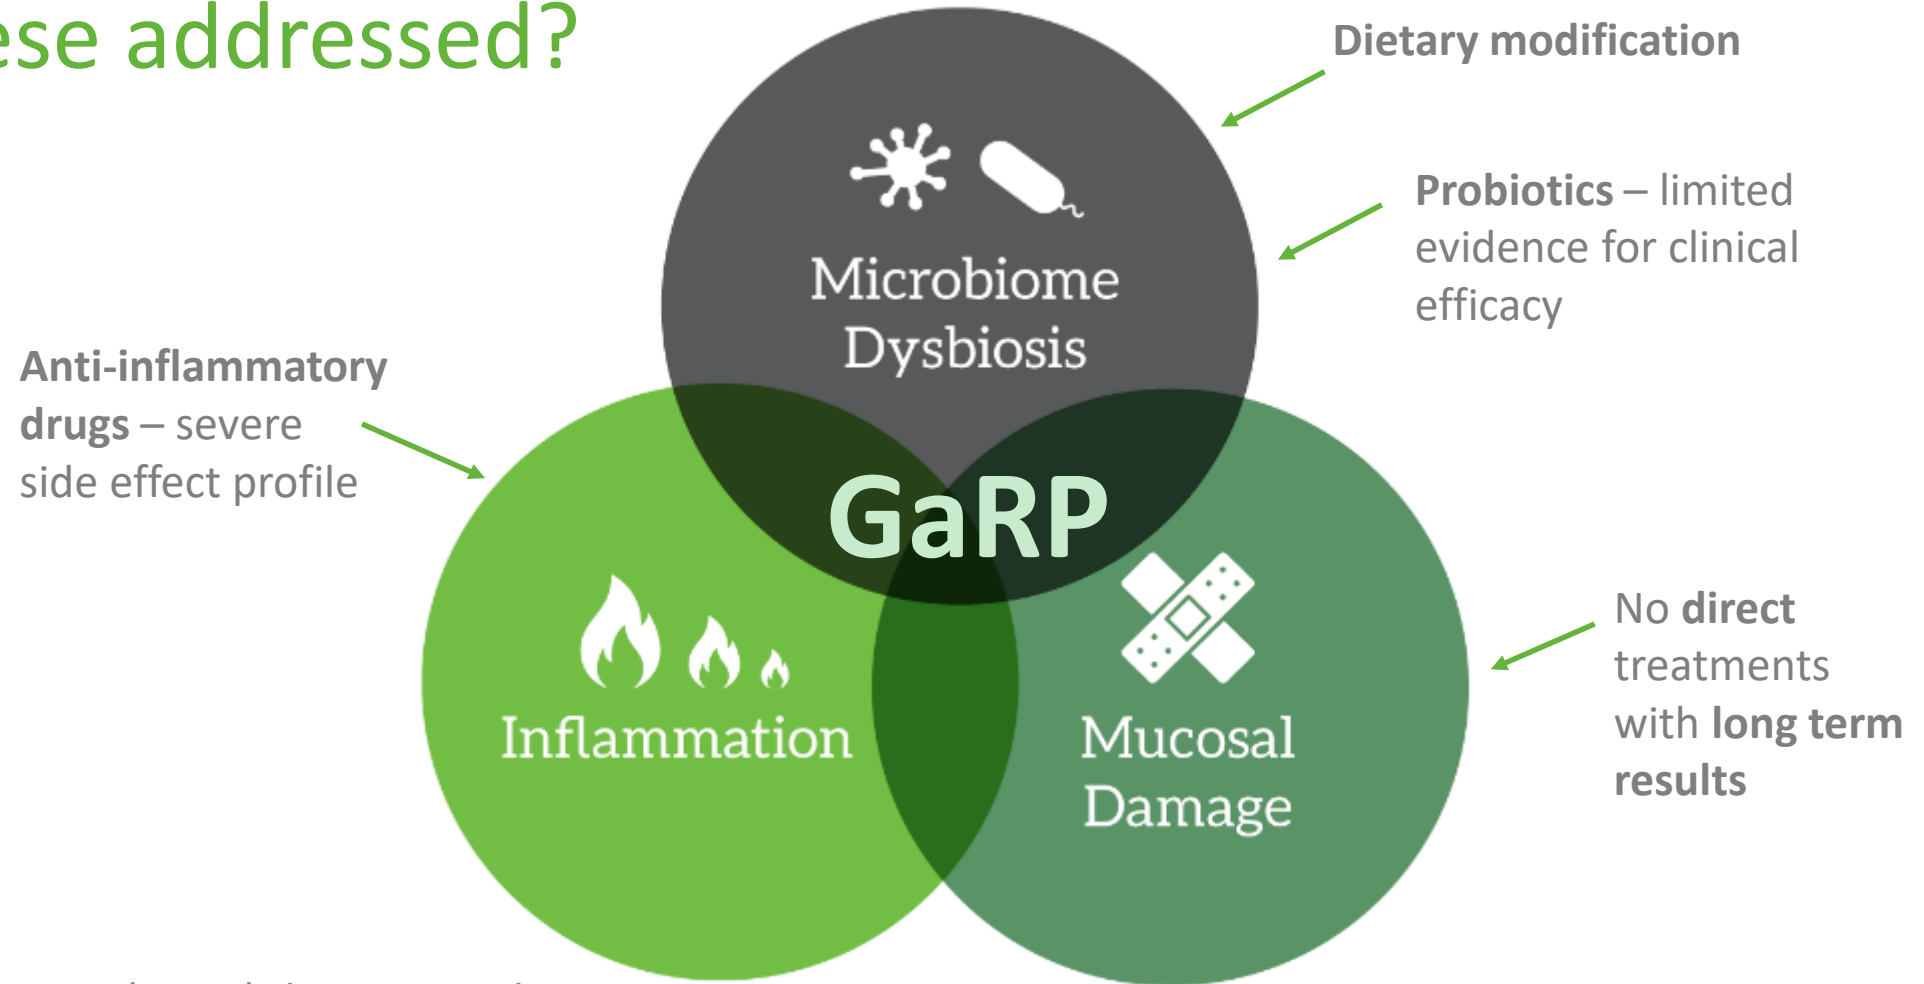 ese addressed?
Dietary modification
Probiotics – limited
evidence for clinical
efficacy
Microbiome
Dysbiosis
Anti-inflammatory
drugs – severe
side effect profile
GaRP
Inflammation
Mucosal
Damage
No direct
treatments
with long term
results